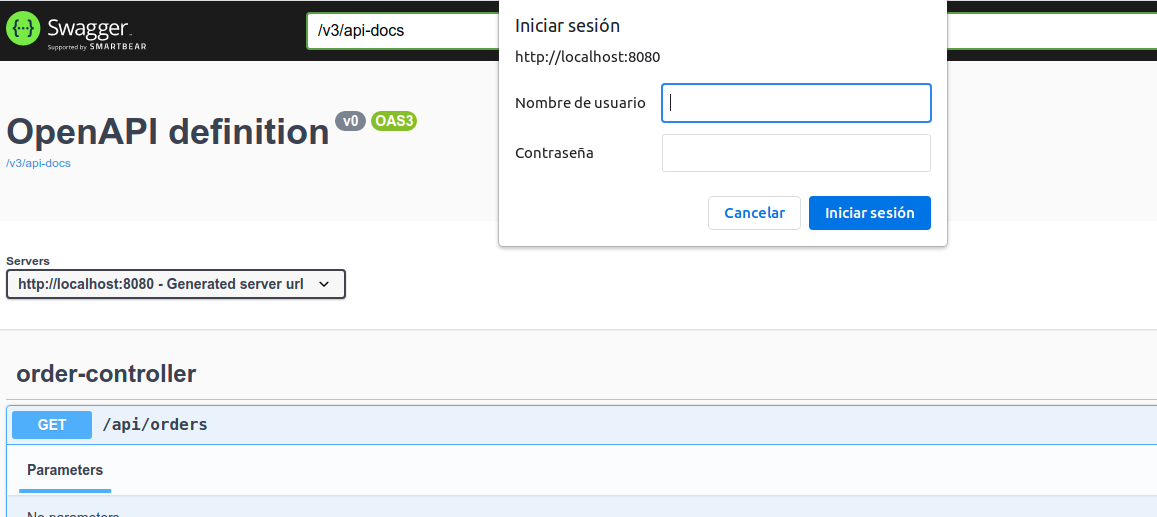 Swagger
Supported by SMARTBEAR
/v3/api-docs
Iniciar sesión
http://localhost:8080
Nombre de usuario
Contraseña
Cancelar
Iniciar sesión
OpenAPI definition v0 OAS3
/v3/api-docs
Servers
http://localhost:8080 - Generated server url
order-controller
GET /api/orders
Parameters
No parameters